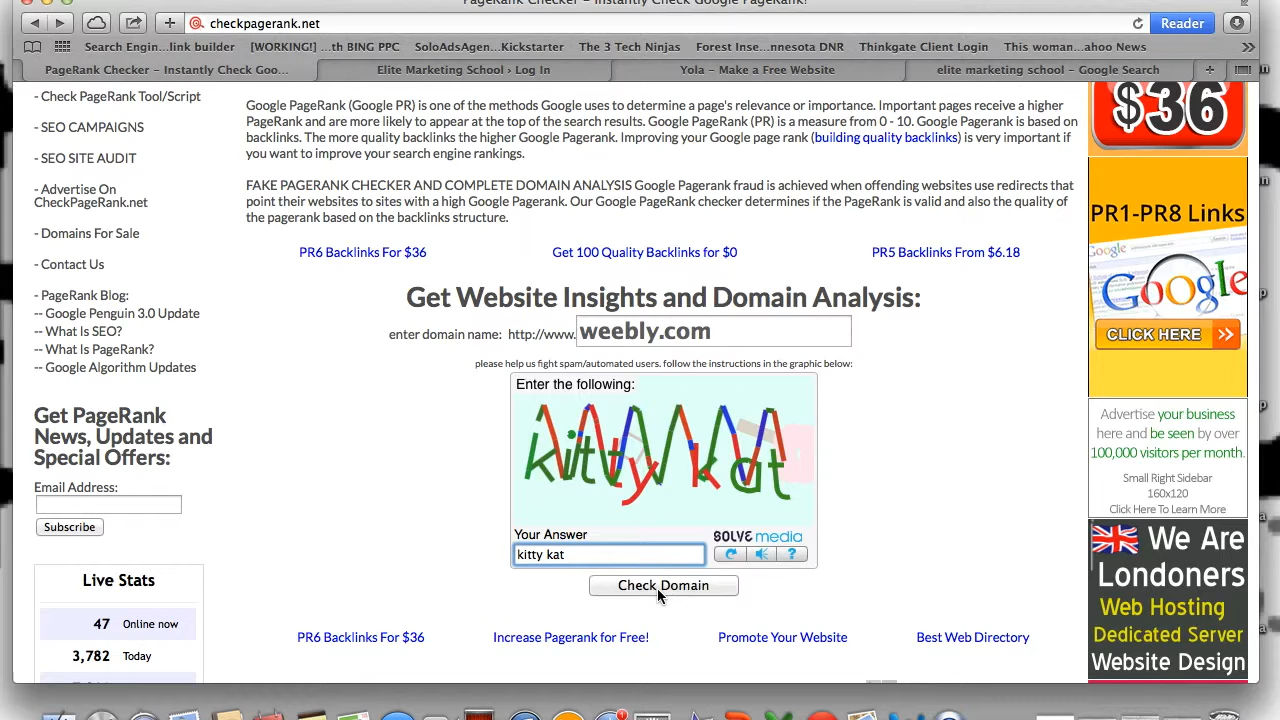 PageRank Checker – Instantly Check Google PageRank!
checkpagerank.net
Reader
Search Engin...link builder
[WORKING!] ...th BING PPC
SoloAdsAgen...Kickstarter
The 3 Tech Ninjas
Forest Inse...nnesota DNR
Thinkgate Client Login
This woman...ahoo News
PageRank Checker – Instantly Check Goo...
Elite Marketing School › Log In
Yola – Make a Free Website
elite marketing school – Google Search
- Check PageRank Tool/Script
- SEO CAMPAIGNS
- SEO SITE AUDIT
- Advertise On
CheckPageRank.net
- Domains For Sale
- Contact Us
- PageRank Blog:
-- Google Penguin 3.0 Update
-- What Is SEO?
-- What Is PageRank?
-- Google Algorithm Updates
Get PageRank
News, Updates and
Special Offers:
Email Address:
Subscribe
Live Stats
47 Online now
3,782 Today
Google PageRank (Google PR) is one of the methods Google uses to determine a page's relevance or importance. Important pages receive a higher
PageRank and are more likely to appear at the top of the search results. Google PageRank (PR) is a measure from 0 - 10. Google Pagerank is based on
backlinks. The more quality backlinks the higher Google Pagerank. Improving your Google page rank (building quality backlinks) is very important if
you want to improve your search engine rankings.
FAKE PAGERANK CHECKER AND COMPLETE DOMAIN ANALYSIS Google Pagerank fraud is achieved when offending websites use redirects that
point their websites to sites with a high Google Pagerank. Our Google PageRank checker determines if the PageRank is valid and also the quality of
the pagerank based on the backlinks structure.
PR6 Backlinks For $36
Get 100 Quality Backlinks for $0
PR5 Backlinks From $6.18
Get Website Insights and Domain Analysis:
enter domain name: http://www. weebly.com
please help us fight spam/automated users. follow the instructions in the graphic below:
Enter the following:
kitty kat
Your Answer
SOLVE media
kitty kat
?
Check Domain
PR6 Backlinks For $36
Increase Pagerank for Free!
Promote Your Website
Best Web Directory
$36
PR1-PR8 Links
Google
Google
CLICK HERE >>
Advertise your business
here and be seen by over
100,000 visitors per month.
Small Right Sidebar
160x120
Click Here To Learn More
We Are
Londoners
Web Hosting
Dedicated Server
Website Design